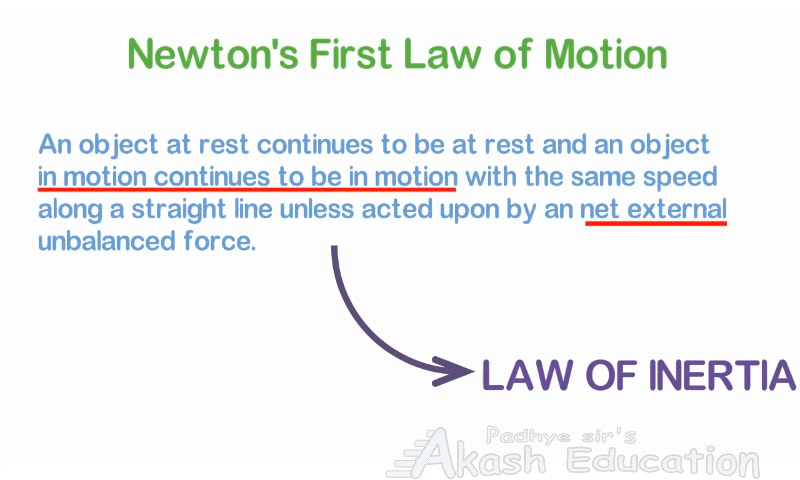 Newton's First Law of Motion
An object at rest continues to be at rest and an object
in motion continues to be in motion with the same speed
along a straight line unless acted upon by an net external
unbalanced force.
LAW OF INERTIA
Padhye sir's
Akash Education